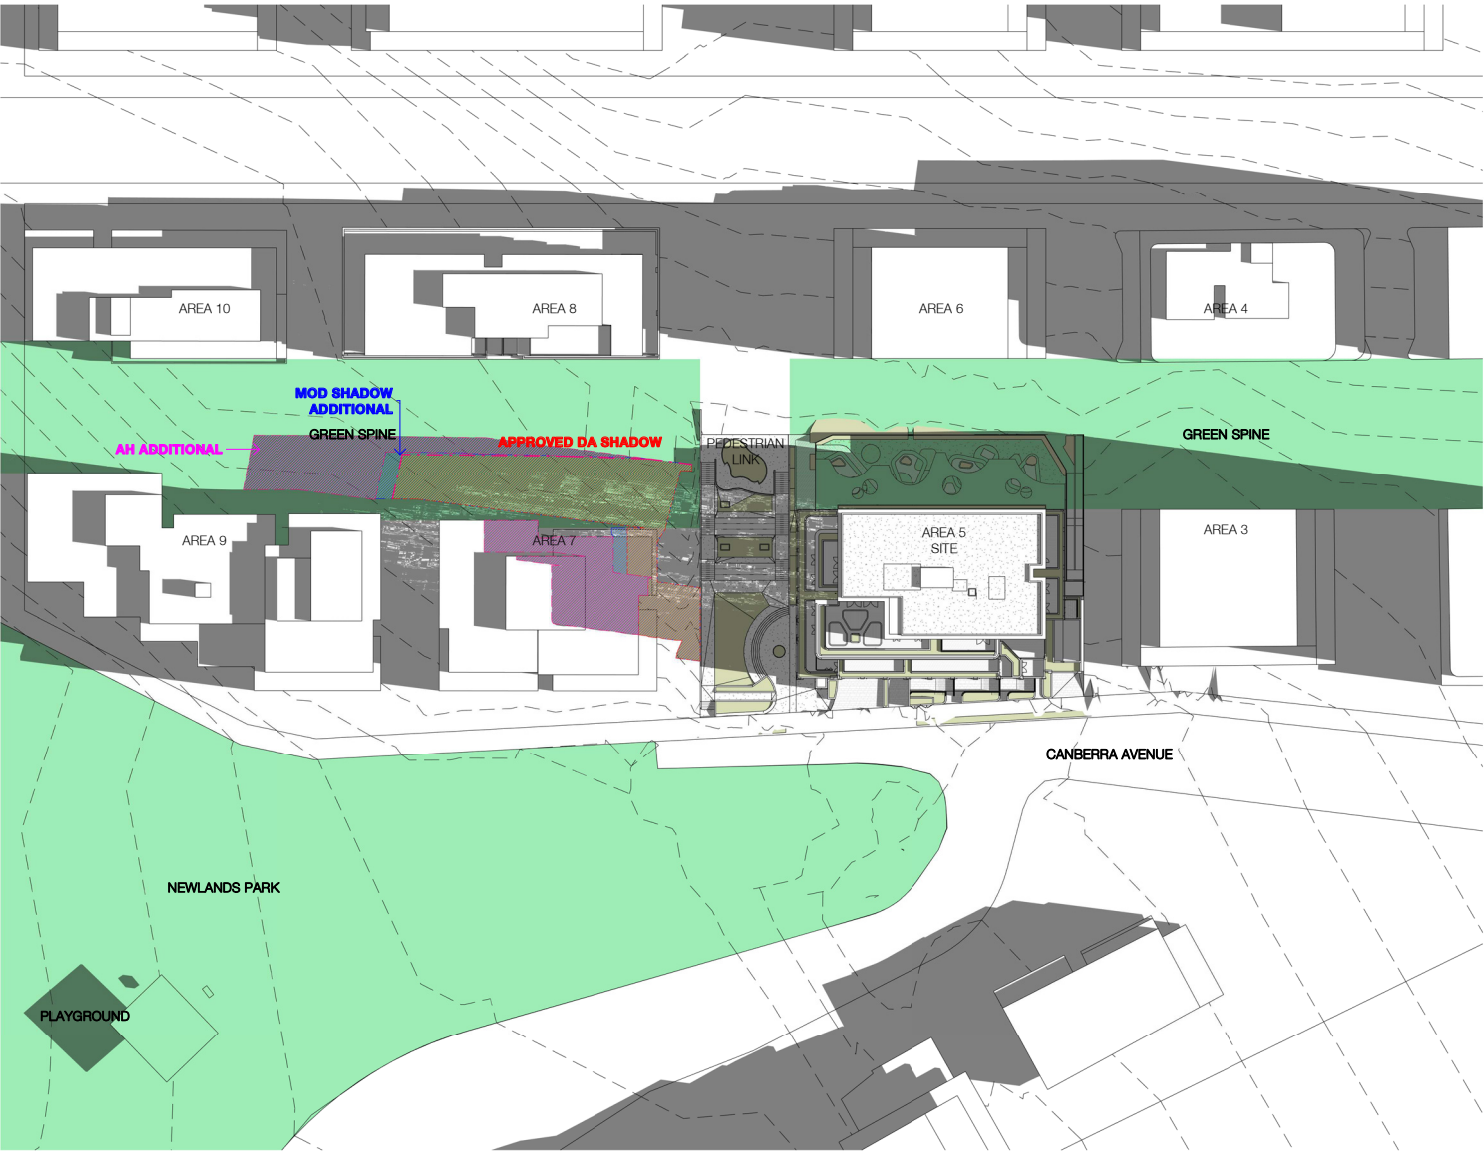 AREA 10
AREA 8
AREA 6
AREA 4
MOD SHADOW
ADDITIONAL
GREEN SPINE
AH ADDITIONAL
APPROVED DA SHADOW
PEDESTRIAN
LINK
GREEN SPINE
AREA 9
AREA 7
AREA 5
SITE
AREA 3
CANBERRA AVENUE
NEWLANDS PARK
PLAYGROUND